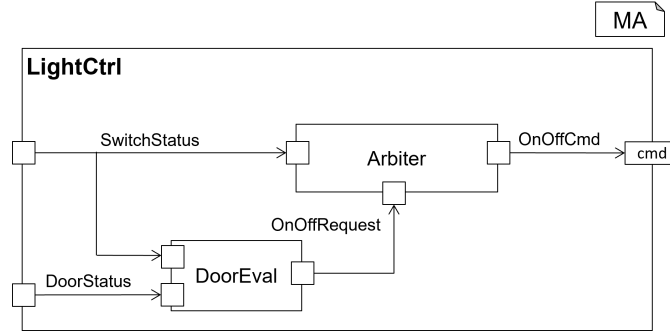 MA
LightCtrl
SwitchStatus
Arbiter
OnOffCmd
cmd
OnOffRequest
DoorStatus
DoorEval